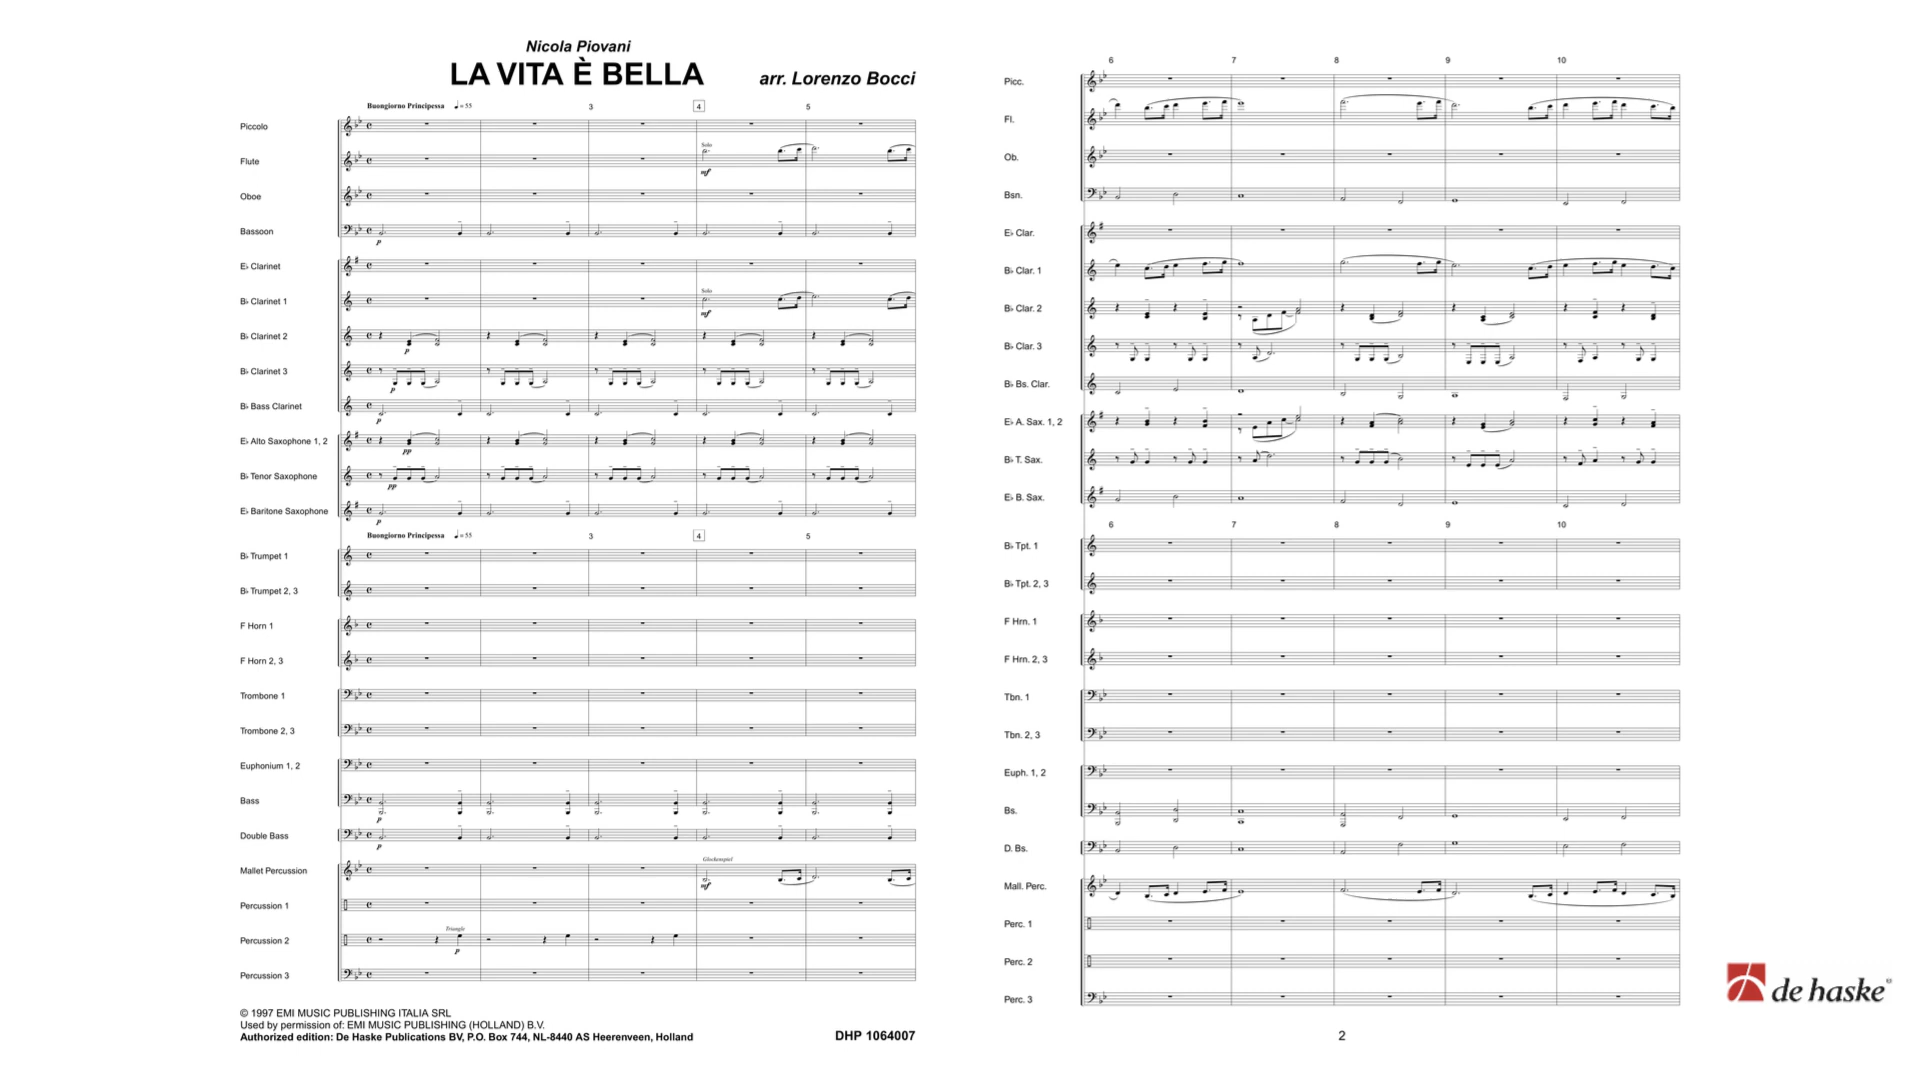 Nicola Piovani
LA VITA È BELLA
arr. Lorenzo Bocci
Buongiorno Principessa ♩=55
3
4
5
Piccolo
Solo
Flute
mf
Oboe
Bassoon
p
E♭ Clarinet
Solo
B♭ Clarinet 1
mf
B♭ Clarinet 2
p
B♭ Clarinet 3
p
B♭ Bass Clarinet
p
E♭ Alto Saxophone 1, 2
pp
B♭ Tenor Saxophone
pp
E♭ Baritone Saxophone
p
Buongiorno Principessa ♩=55
3
4
5
B♭ Trumpet 1
B♭ Trumpet 2, 3
F Horn 1
F Horn 2, 3
Trombone 1
Trombone 2, 3
Euphonium 1, 2
Bass
p
Double Bass
p
Glockenspiel
Mallet Percussion
mf
Percussion 1
Triangle
Percussion 2
p
Percussion 3
© 1997 EMI MUSIC PUBLISHING ITALIA SRL
Used by permission of: EMI MUSIC PUBLISHING (HOLLAND) B.V.
Authorized edition: De Haske Publications BV, P.O. Box 744, NL-8440 AS Heerenveen, Holland
DHP 1064007
6 7 8 9 10
Picc.
Fl.
Ob.
Bsn.
E♭ Clar.
B♭ Clar. 1
B♭ Clar. 2
B♭ Clar. 3
B♭ Bs. Clar.
E♭ A. Sax. 1, 2
B♭ T. Sax.
E♭ B. Sax.
6 7 8 9 10
B♭ Tpt. 1
B♭ Tpt. 2, 3
F Hrn. 1
F Hrn. 2, 3
Tbn. 1
Tbn. 2, 3
Euph. 1, 2
Bs.
D. Bs.
Mall. Perc.
Perc. 1
Perc. 2
Perc. 3
2
de haske®